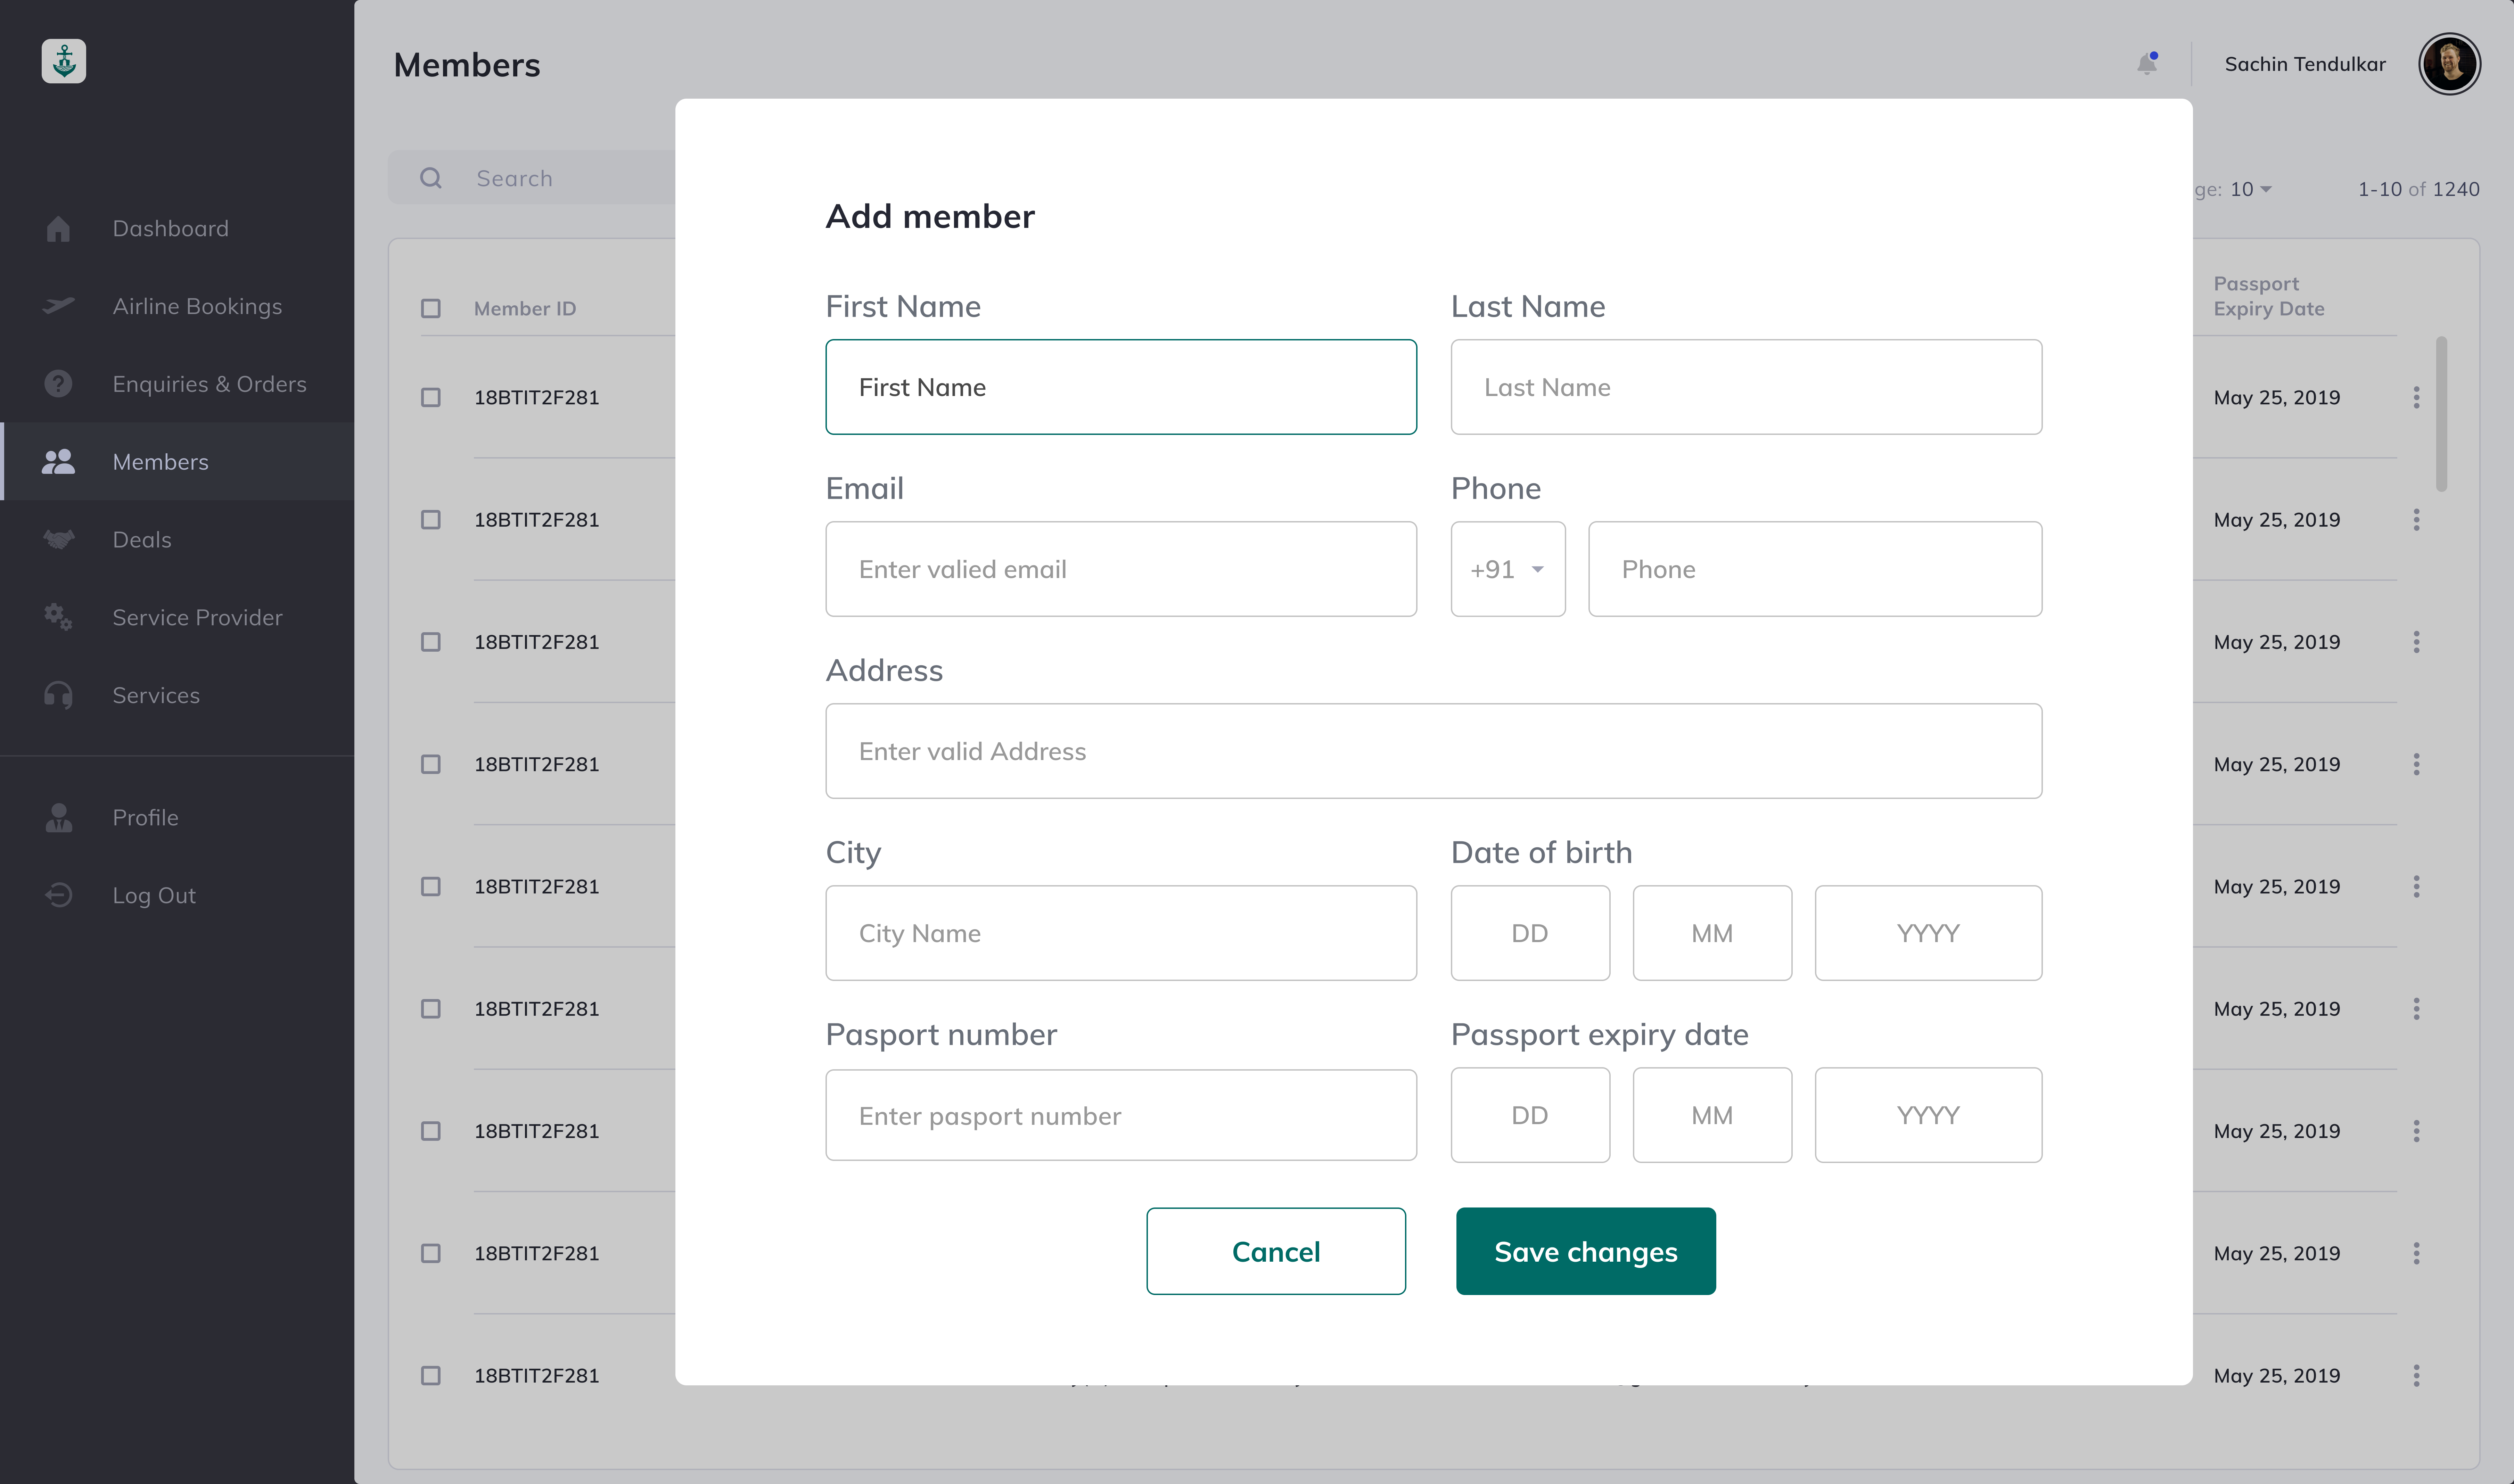 Members
Sachin Tendulkar
Search
ge: 10
1-10 of 1240
Dashboard
Airline Bookings
Enquiries & Orders
Members
Deals
Service Provider
Services
Profile
Log Out
Member ID
Passport
Expiry Date
18BTIT2F281
May 25, 2019
18BTIT2F281
May 25, 2019
18BTIT2F281
May 25, 2019
18BTIT2F281
May 25, 2019
18BTIT2F281
May 25, 2019
18BTIT2F281
May 25, 2019
18BTIT2F281
May 25, 2019
18BTIT2F281
May 25, 2019
18BTIT2F281
May 25, 2019
Add member
First Name
Last Name
First Name
Last Name
Email
Phone
Enter valied email
+91
Phone
Address
Enter valid Address
City
Date of birth
City Name
DD
MM
YYYY
Pasport number
Passport expiry date
Enter pasport number
DD
MM
YYYY
Cancel
Save changes